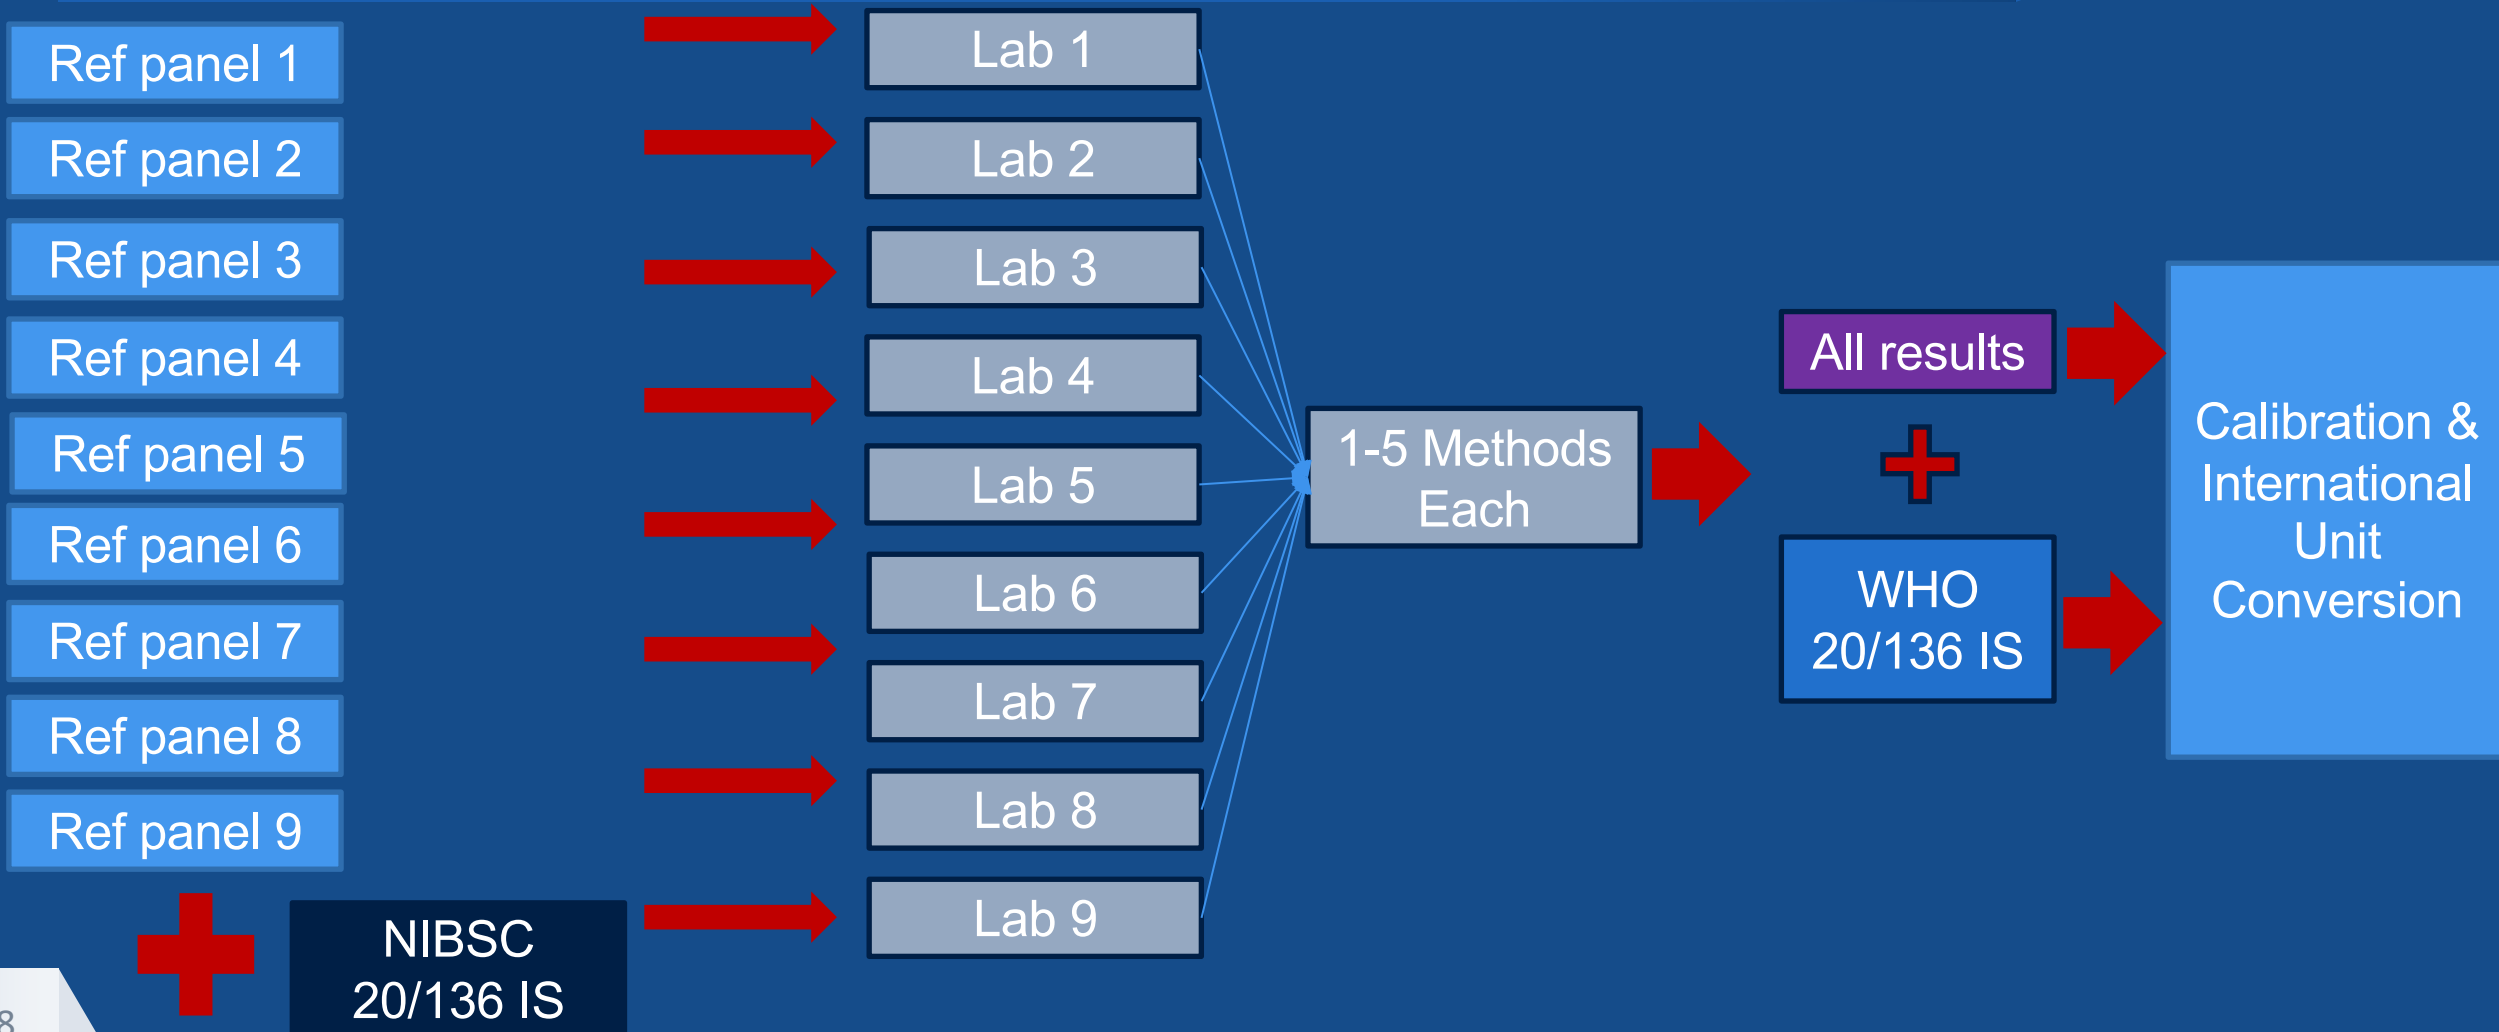 Ref panel 1
Ref panel 2
Ref panel 3
Ref panel 4
Ref panel 5
Ref panel 6
Ref panel 7
Ref panel 8
Ref panel 9
NIBSC
20/136 IS
Lab 1
Lab 2
Lab 3
Lab 4
Lab 5
Lab 6
Lab 7
Lab 8
Lab 9
1-5 Methods
Each
All results
WHO
20/136 IS
Calibration &
International
Unit
Conversion